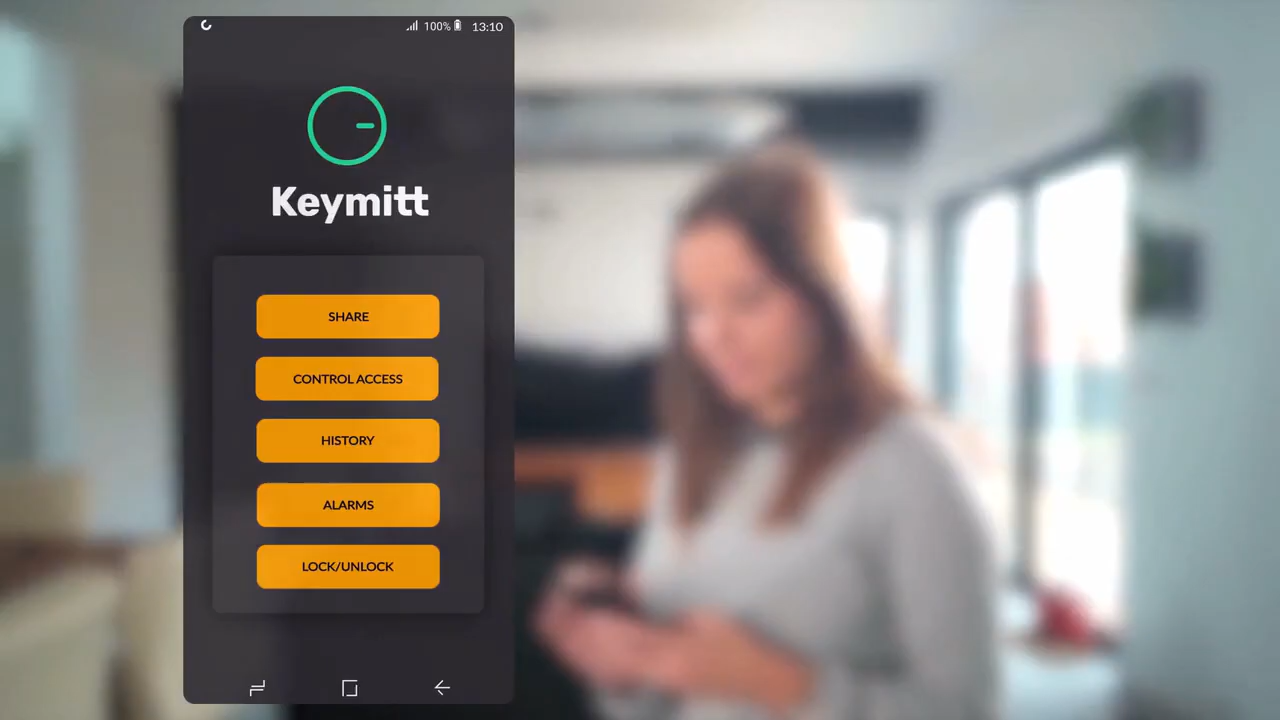 100% 13:10
Keymitt
SHARE
CONTROL ACCESS
HISTORY
ALARMS
LOCK/UNLOCK